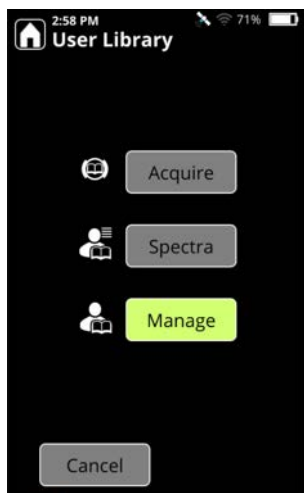 2:58 PM 71%
User Library
Acquire
Spectra
Manage
Cancel